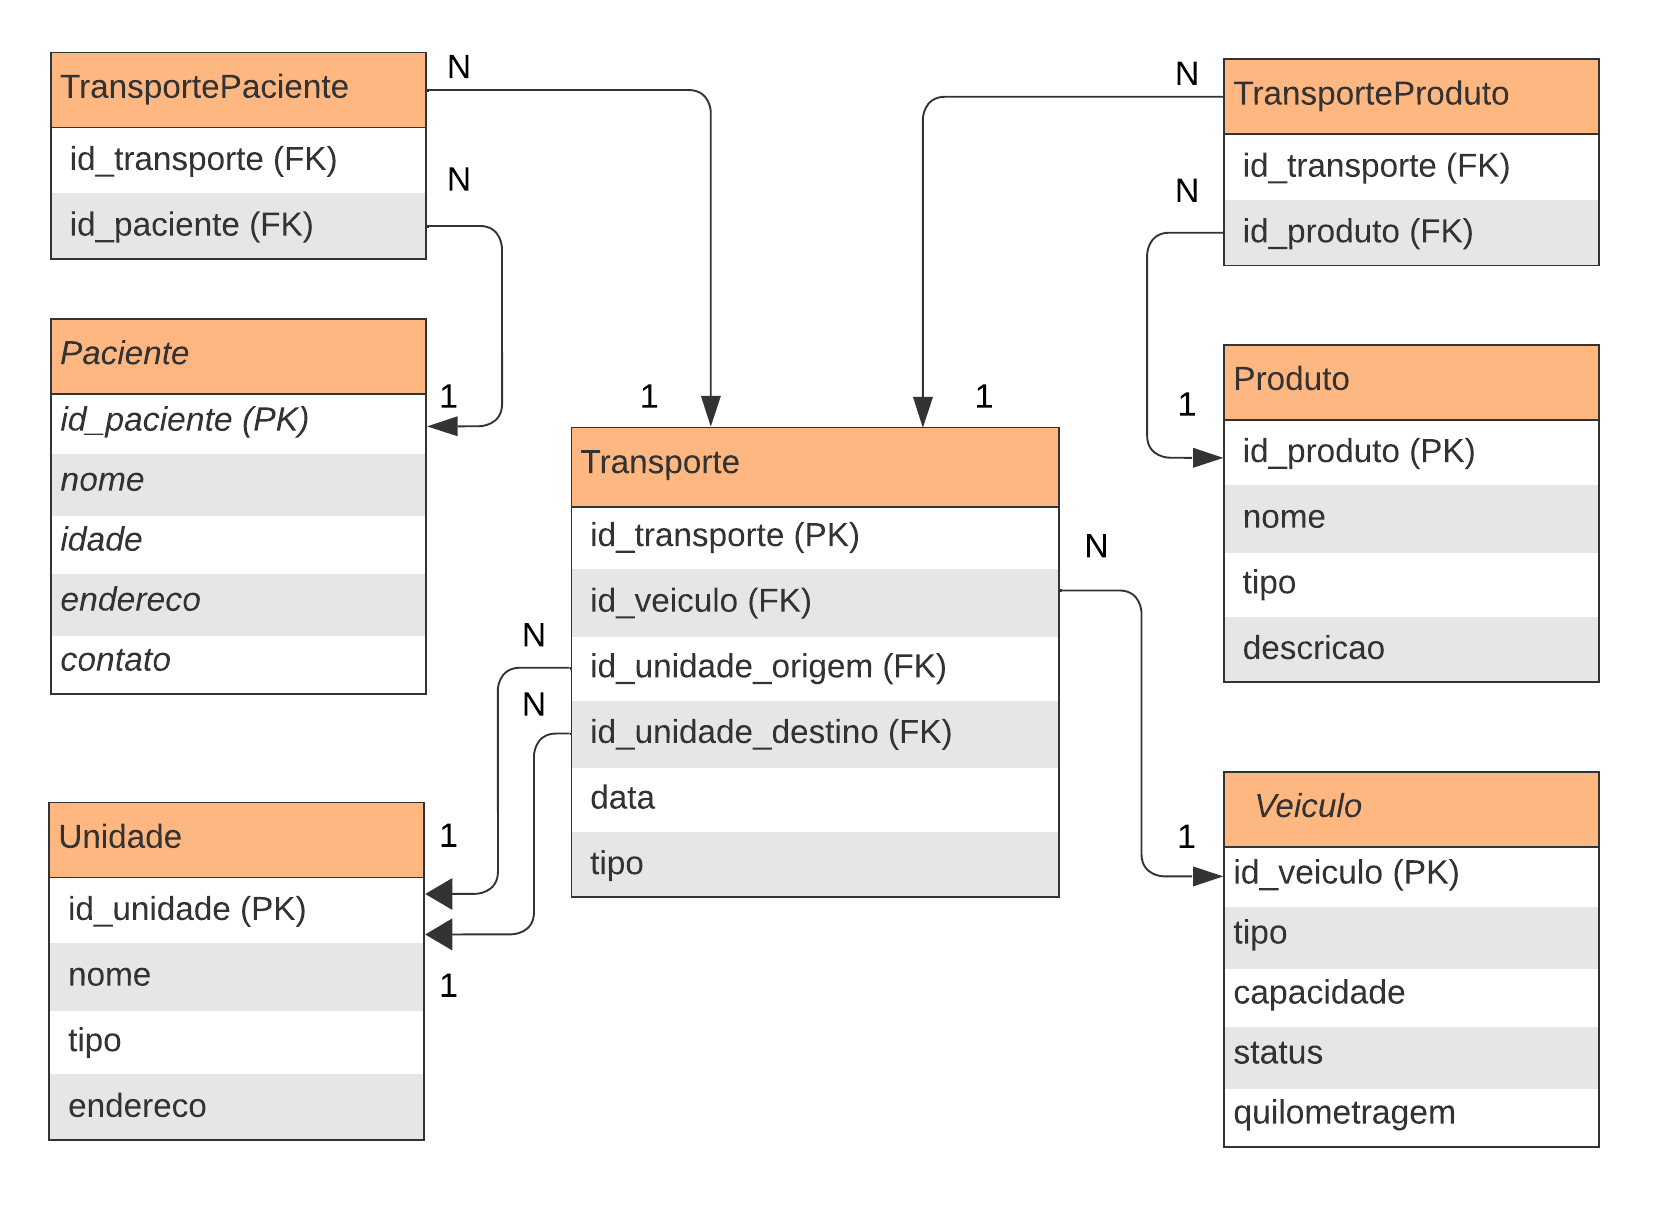 TransportePaciente
id_transporte (FK)
id_paciente (FK)
N
N
TransporteProduto
id_transporte (FK)
id_produto (FK)
N
N
Paciente
id_paciente (PK)
nome
idade
endereco
contato
1
1
1
1
Produto
id_produto (PK)
nome
tipo
descricao
Transporte
id_transporte (PK)
id_veiculo (FK)
id_unidade_origem (FK)
id_unidade_destino (FK)
data
tipo
N
N
N
Unidade
id_unidade (PK)
nome
tipo
endereco
1
1
1
Veiculo
id_veiculo (PK)
tipo
capacidade
status
quilometragem